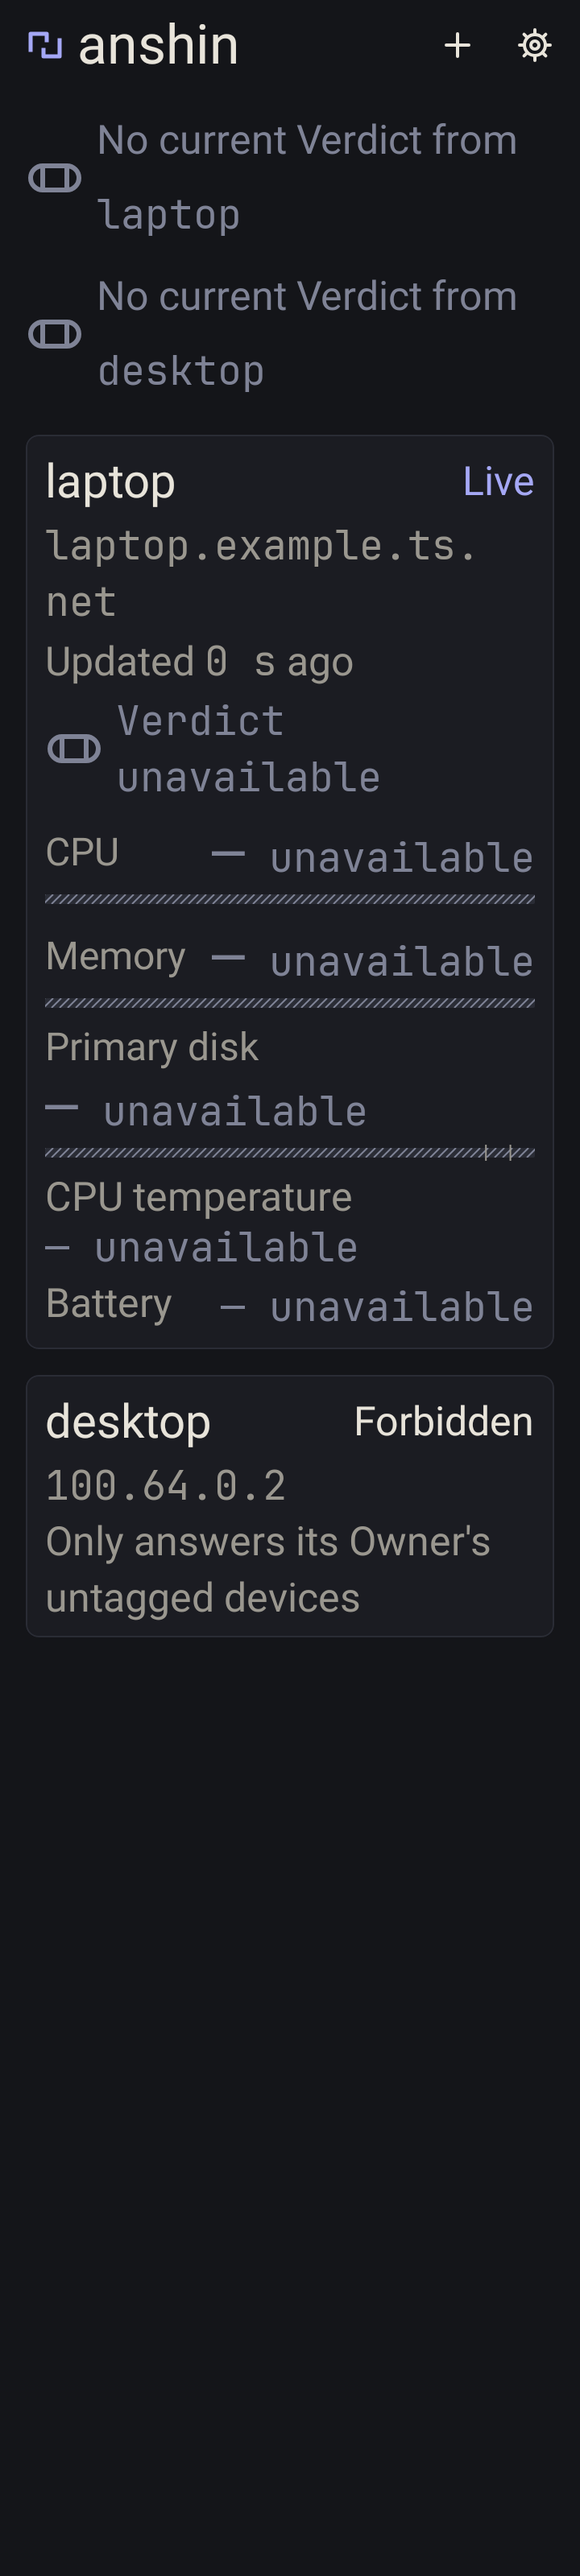 anshin
No current Verdict from
laptop
No current Verdict from
desktop
laptop Live
laptop.example.ts.
net
Updated 0 s ago
Verdict
unavailable
CPU — unavailable
Memory — unavailable
Primary disk
— unavailable
CPU temperature
— unavailable
Battery — unavailable
desktop Forbidden
100.64.0.2
Only answers its Owner's
untagged devices